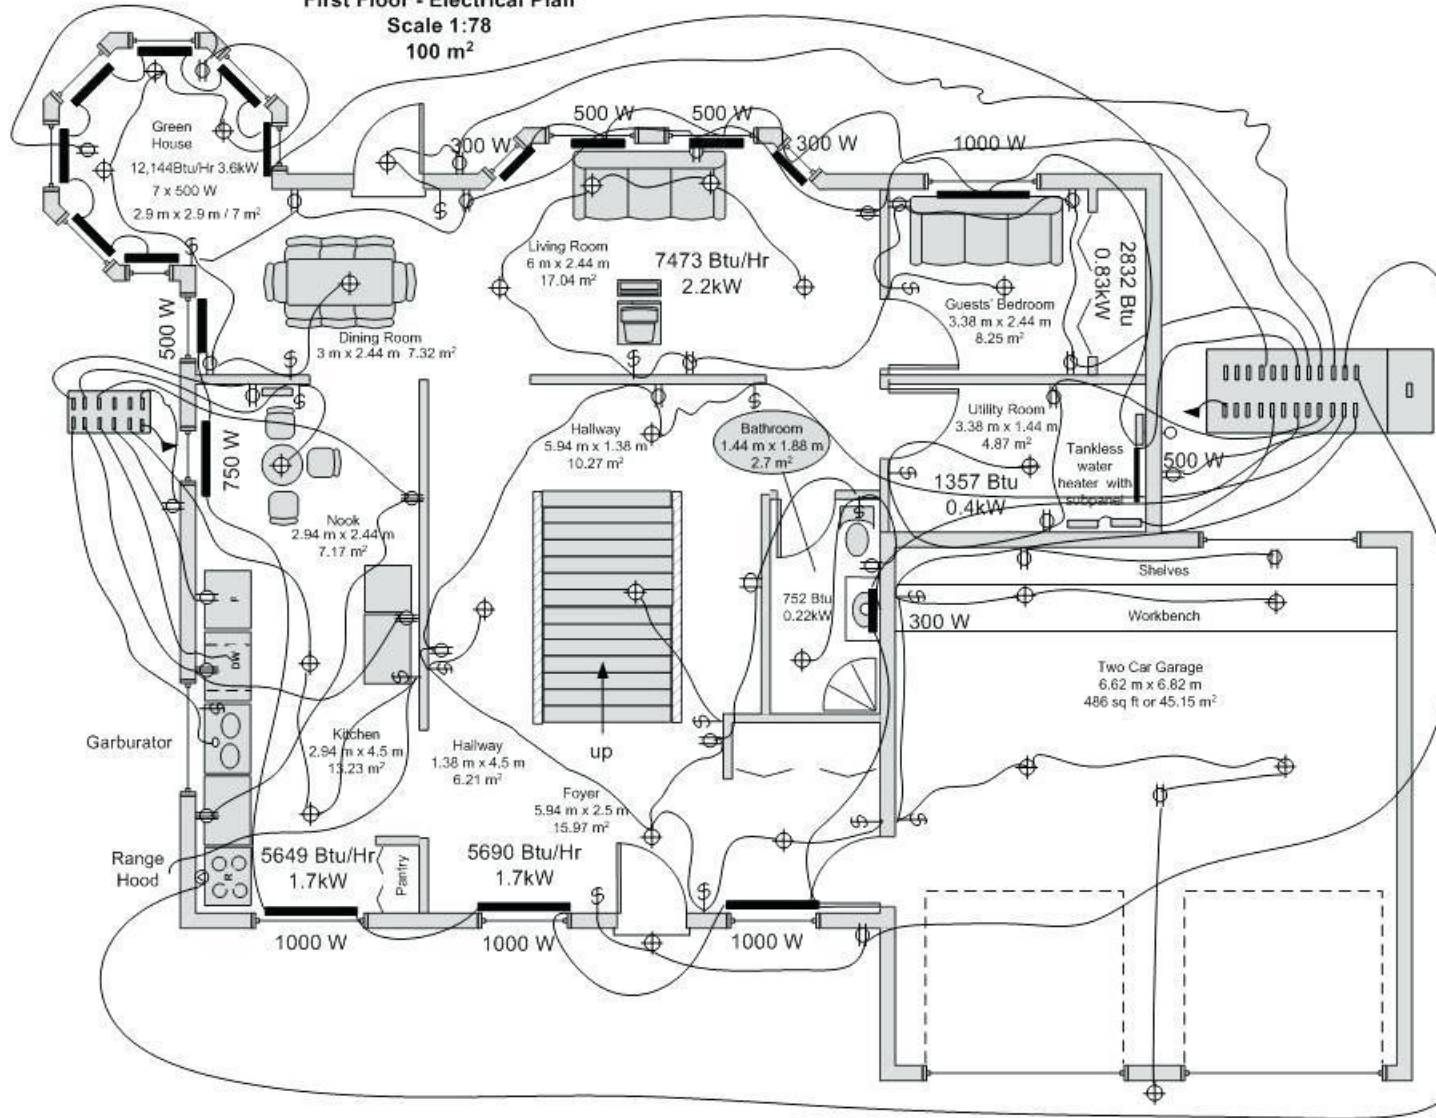 First Floor - Electrical Plan
Scale 1:78
100 m²
Green
House
12,144Btu/Hr 3.6kW
7 x 500 W
2.9 m x 2.9 m / 7 m²
300 W
500 W
500 W
300 W
1000 W
Living Room
6 m x 2.44 m
17.04 m²
7473 Btu/Hr
2.2kW
Guests' Bedroom
3.38 m x 2.44 m
8.25 m²
2832 Btu
0.83kW
500 W
Dining Room
3 m x 2.44 m 7.32 m²
750 W
Nook
2.94 m x 2.44 m
7.17 m²
Hallway
5.94 m x 1.38 m
10.27 m²
Bathroom
1.44 m x 1.88 m
2.7 m²
Utility Room
3.38 m x 1.44 m
4.87 m²
Tankless
water
heater with
subpanel
500 W
1357 Btu
0.4kW
Shelves
Workbench
752 Btu
0.22kW
300 W
F
DW
Two Car Garage
6.62 m x 6.82 m
486 sq ft or 45.15 m²
Garburator
Kitchen
2.94 m x 4.5 m
13.23 m²
Hallway
1.38 m x 4.5 m
6.21 m²
up
Foyer
5.94 m x 2.5 m
15.97 m²
Range
Hood
R
5649 Btu/Hr
1.7kW
Pantry
5690 Btu/Hr
1.7kW
1000 W
1000 W
1000 W